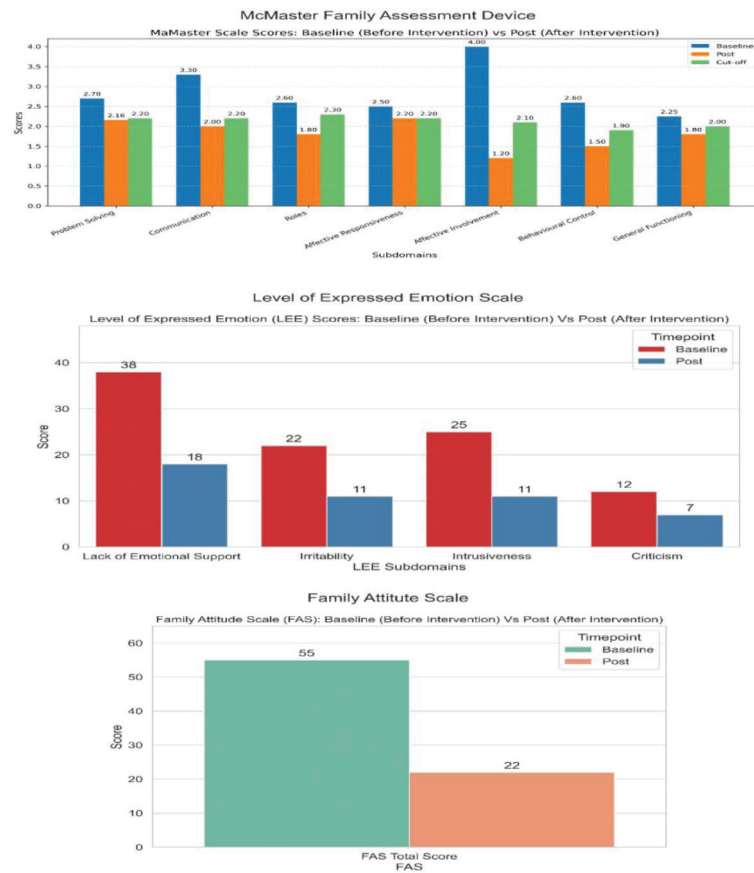 McMaster Family Assessment Device
MaMaster Scale Scores: Baseline (Before Intervention) vs Post (After Intervention)
Baseline
Post
Cut-off
Scores
4.0
3.5
3.0
2.5
2.0
1.5
1.0
0.5
0.0
2.70 2.16 2.20
3.30 2.00 2.20
2.60 1.80 2.30
2.50 2.20 2.20
4.00 1.20 2.10
2.60 1.50 1.90
2.25 1.80 2.00
Problem Solving
Communication
Roles
Affective Responsiveness
Affective Involvement
Behavioural Control
General Functioning
Subdomains
Level of Expressed Emotion Scale
Level of Expressed Emotion (LEE) Scores: Baseline (Before Intervention) Vs Post (After Intervention)
Timepoint
Baseline
Post
Score
40
30
20
10
0
38 18
22 11
25 11
12 7
Lack of Emotional Support
Irritability
Intrusiveness
Criticism
LEE Subdomains
Family Attitute Scale
Family Attitude Scale (FAS): Baseline (Before Intervention) Vs Post (After Intervention)
Timepoint
Baseline
Post
Score
60
50
40
30
20
10
0
55
22
FAS Total Score
FAS